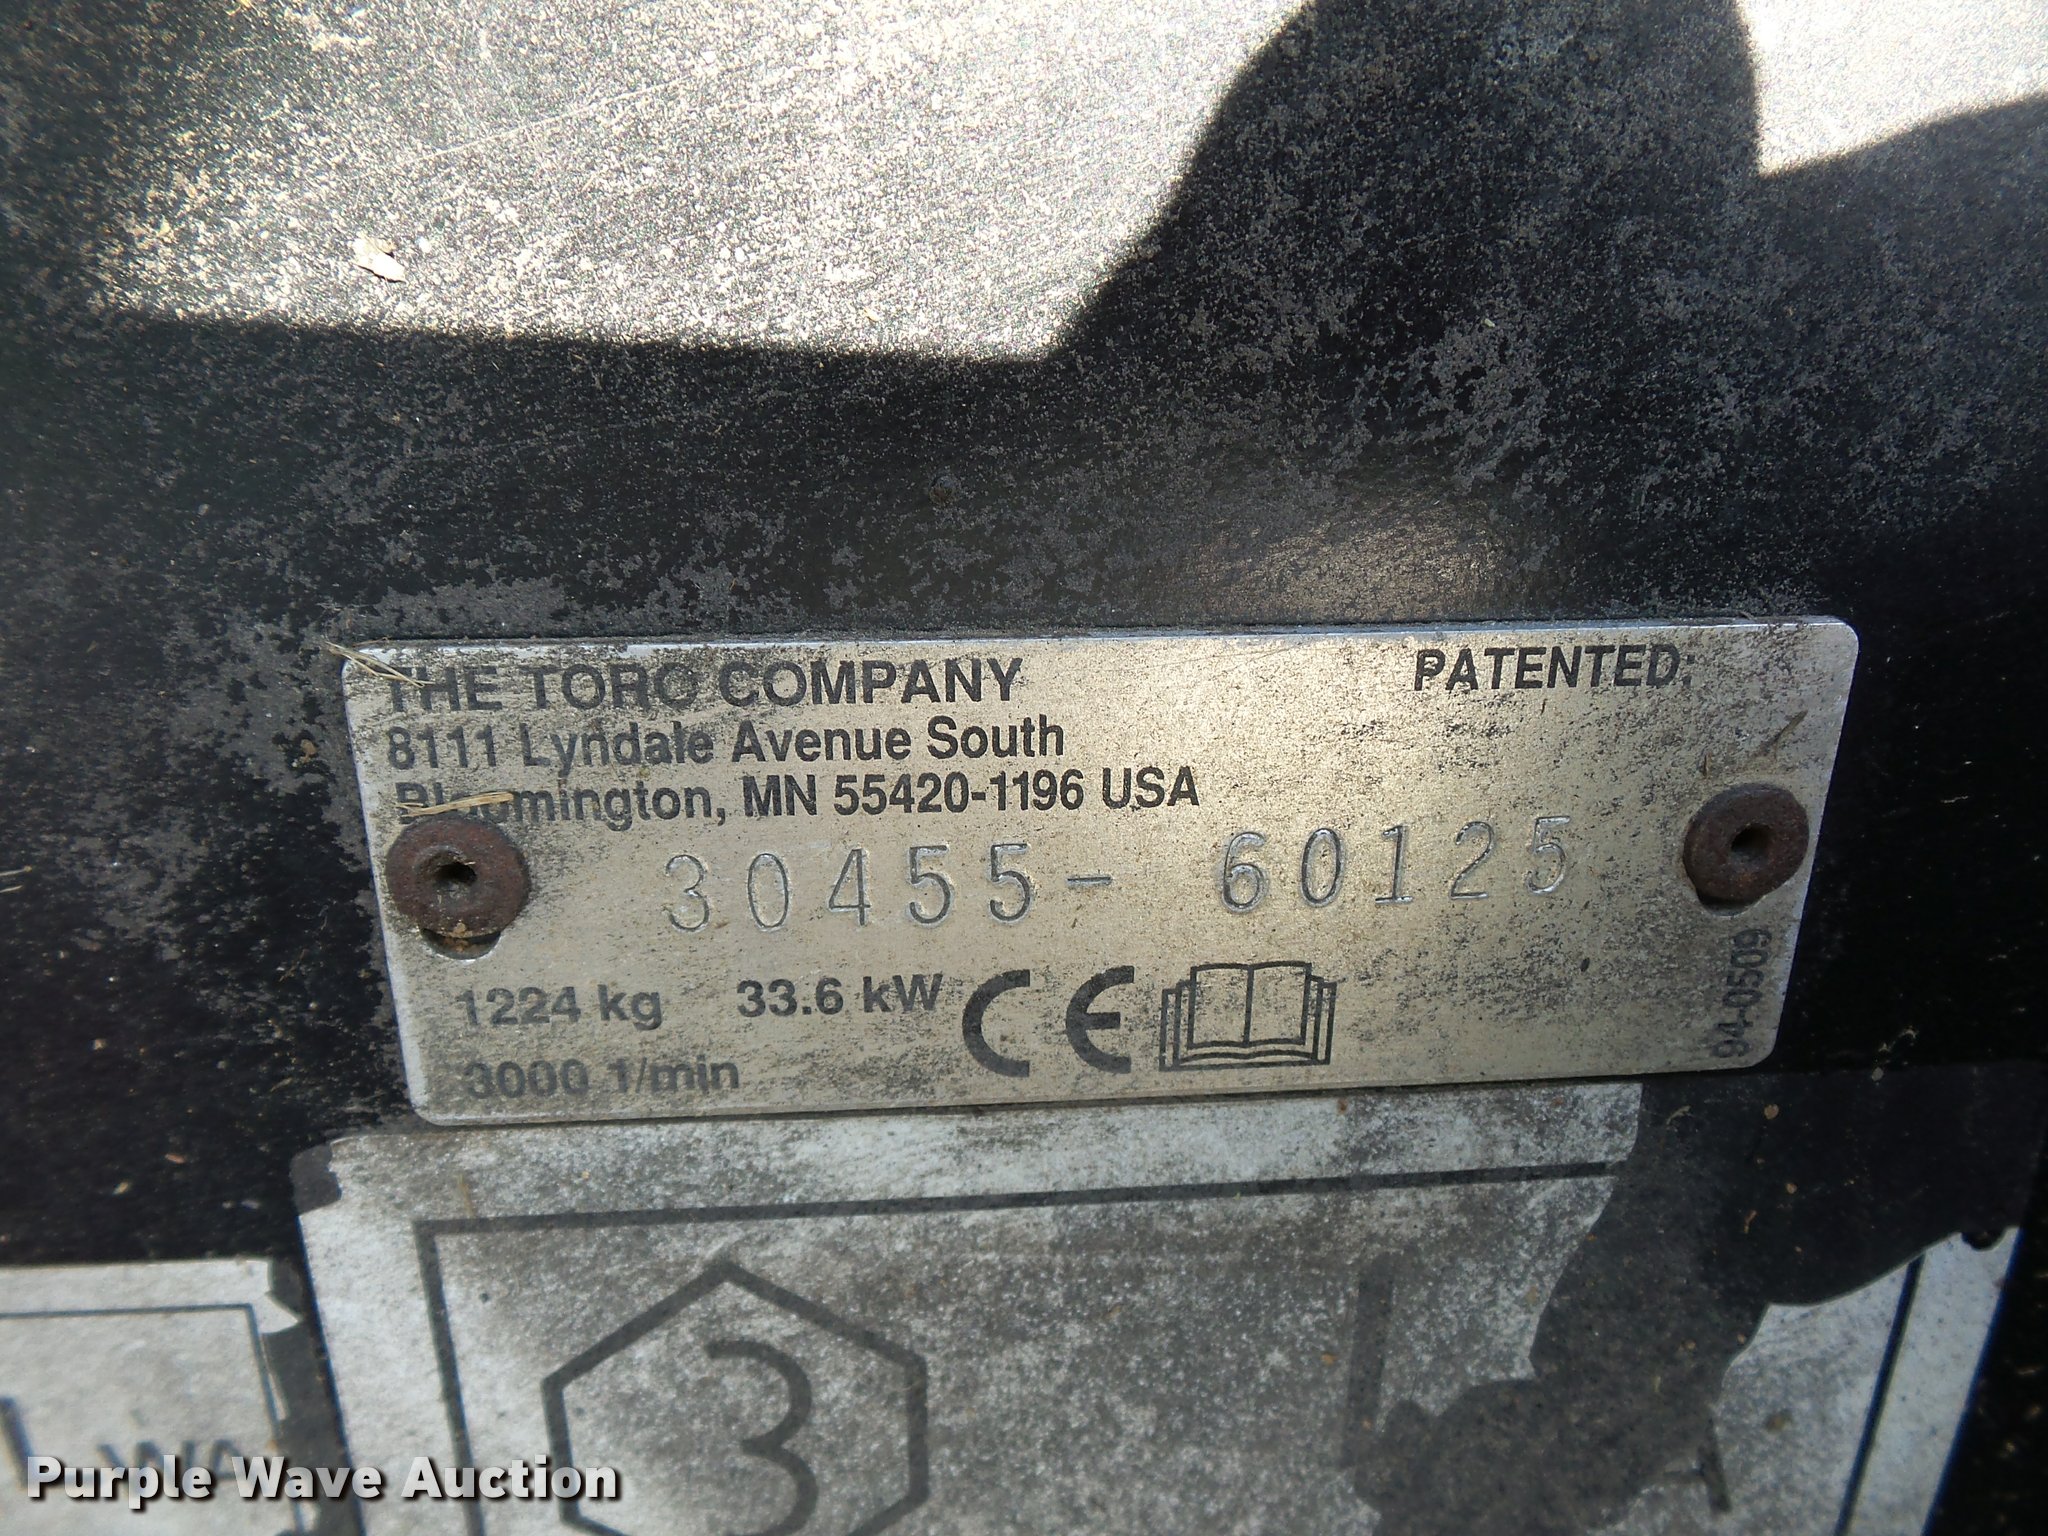 THE TORO COMPANY
PATENTED:
8111 Lyndale Avenue South
Bloomington, MN 55420-1196 USA
30455- 60125
1224 kg 33.6 kW CE
3000 1/min
94-0509
3
Purple Wave Auction